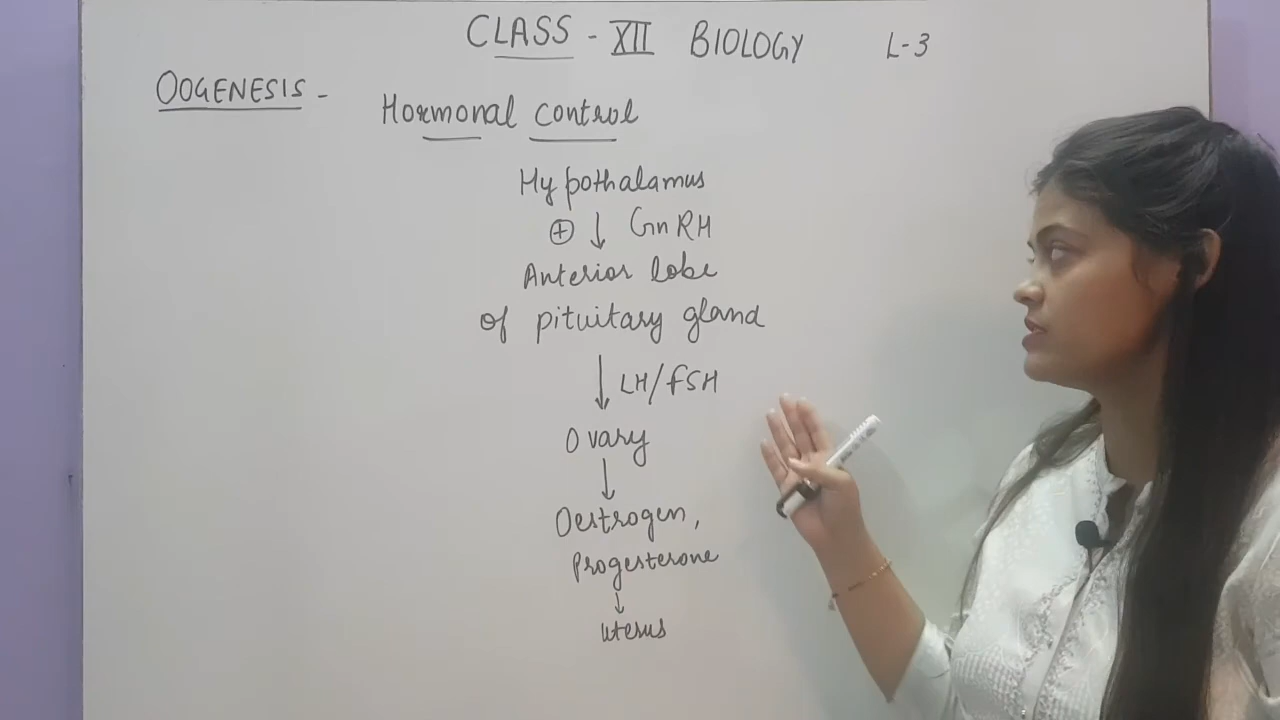 CLASS - XII BIOLOGY L-3
OOGENESIS -
Hormonal control
Hypothalamus
⊕ ↓ GnRH
Anterior lobe
of pituitary gland
↓ LH/FSH
Ovary
↓
Oestrogen,
Progesterone
↓
Uterus